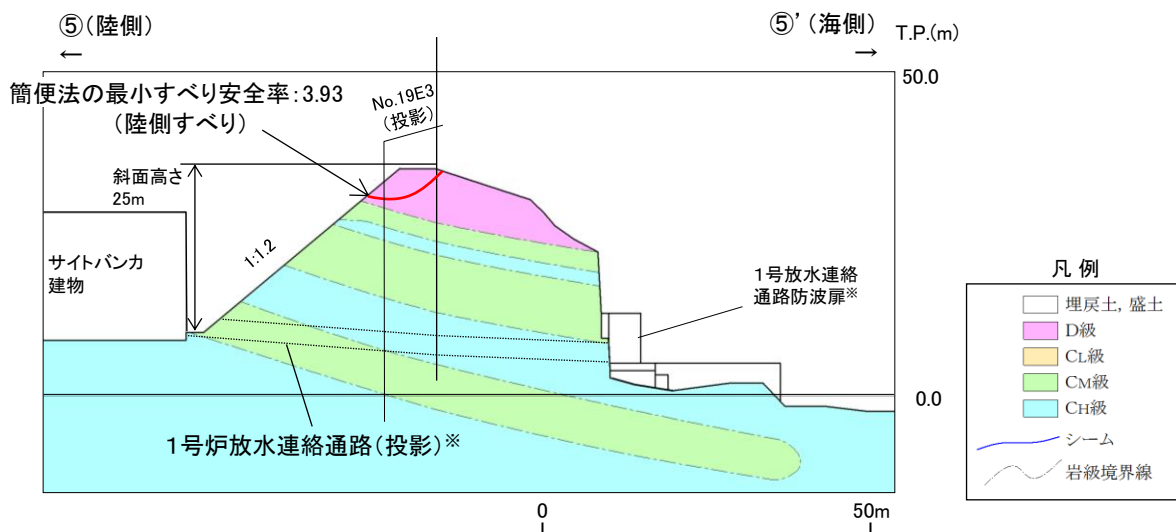 ⑤(陸側)
←
⑤’(海側)
→
T.P.(m)
50.0
簡便法の最小すべり安全率：3.93
(陸側すべり)
No.19E3
(投影)
斜面高さ
25m
1:1.2
サイトバンカ
建物
1号放水連絡
通路防波扉※
1号炉放水連絡通路(投影)※
0.0
0
50m
凡 例
埋戻土, 盛土
D級
CL級
CM級
CH級
シーム
岩級境界線